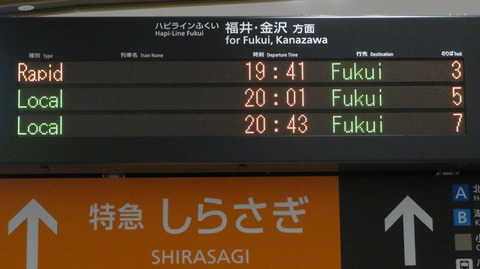 ハピラインふくい 福井・金沢 方面
Hapi-Line Fukui for Fukui, Kanazawa
種別 Type 列車名 Train Name 時刻 Departure Time 行先 Destination のりば Track
Rapid 19:41 Fukui 3
Local 20:01 Fukui 5
Local 20:43 Fukui 7
特急 しらさぎ
SHIRASAGI
A 北
B 湖